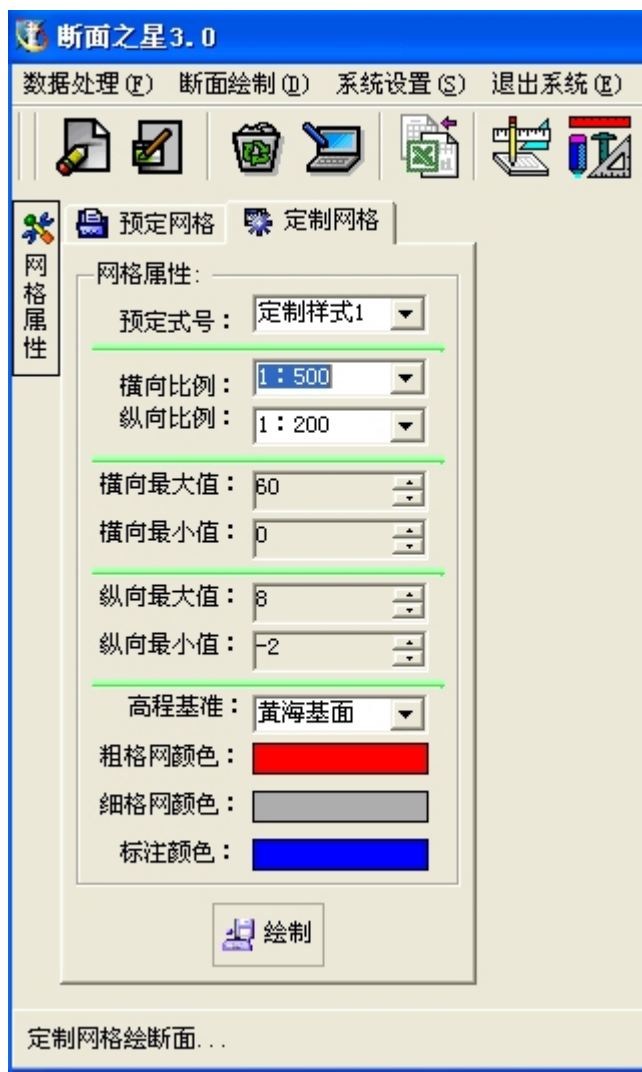 断面之星3.0
数据处理(F) 断面绘制(D) 系统设置(S) 退出系统(E)
网格属性
预定网格 定制网格
网格属性:
预定式号： 定制样式1
横向比例： 1：500
纵向比例： 1：200
横向最大值： 60
横向最小值： 0
纵向最大值： 8
纵向最小值： -2
高程基准： 黄海基面
粗格网颜色：
细格网颜色：
标注颜色：
绘制
定制网格绘断面...